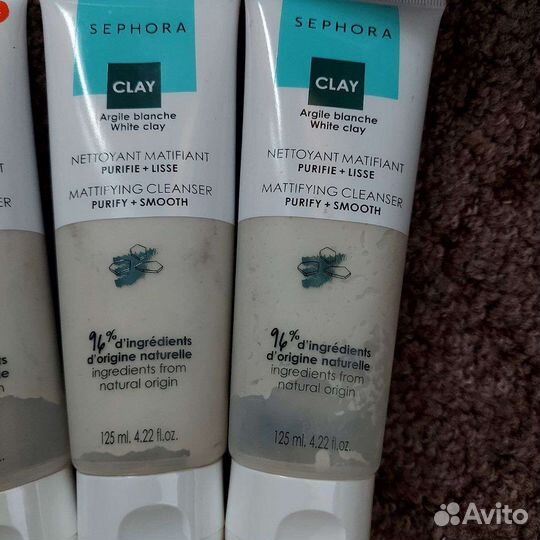 SEPHORA
CLAY
Argile blanche
White clay
NETTOYANT MATIFIANT
PURIFIE + LISSE
MATTIFYING CLEANSER
PURIFY + SMOOTH
96% d'ingrédients
d'origine naturelle
ingredients from
natural origin
125 ml. 4.22 fl.oz.
SEPHORA
CLAY
Argile blanche
White clay
NETTOYANT MATIFIANT
PURIFIE + LISSE
MATTIFYING CLEANSER
PURIFY + SMOOTH
96% d'ingrédients
d'origine naturelle
ingredients from
natural origin
125 ml. 4.22 fl.oz.
Avito